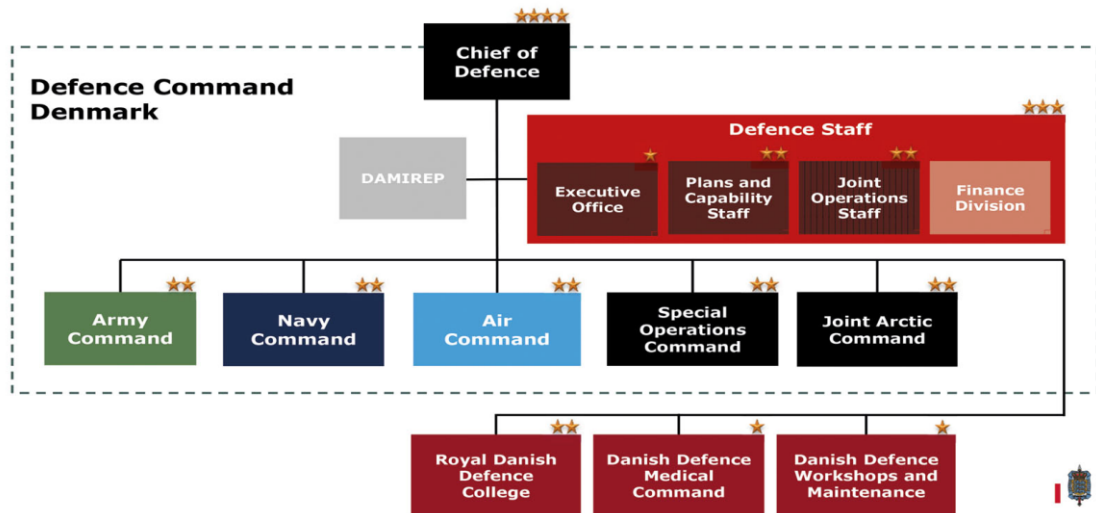 Chief of
Defence
Defence Command
Denmark
Defence Staff
DAMIREP
Executive
Office
Plans and
Capability
Staff
Joint
Operations
Staff
Finance
Division
Army
Command
Navy
Command
Air
Command
Special
Operations
Command
Joint Arctic
Command
Royal Danish
Defence
College
Danish Defence
Medical
Command
Danish Defence
Workshops and
Maintenance